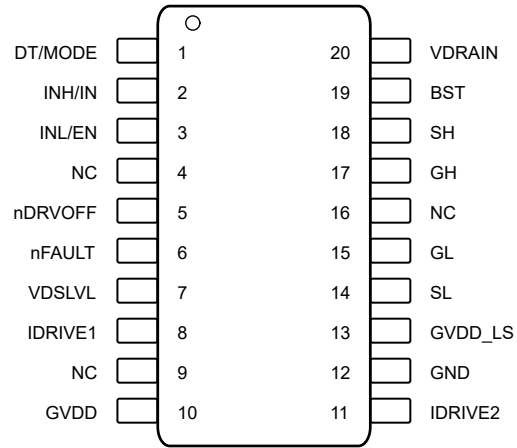 DT/MODE 1 20 VDRAIN
INH/IN 2 19 BST
INL/EN 3 18 SH
NC 4 17 GH
nDRVOFF 5 16 NC
nFAULT 6 15 GL
VDSLVL 7 14 SL
IDRIVE1 8 13 GVDD_LS
NC 9 12 GND
GVDD 10 11 IDRIVE2